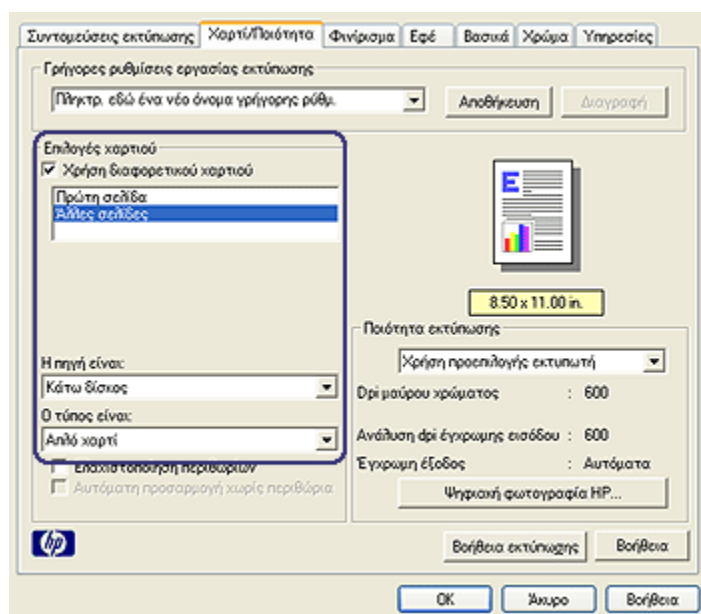 Συντομεύσεις εκτύπωσης Χαρτί/Ποιότητα Φινίρισμα Εφέ Βασικά Χρώμα Υπηρεσίες
Γρήγορες ρυθμίσεις εργασίας εκτύπωσης
Πληκτρ. εδώ ένα νέο όνομα γρήγορης ρύθμ. Αποθήκευση Διαγραφή
Επιλογές χαρτιού
Χρήση διαφορετικού χαρτιού
Πρώτη σελίδα
Άλλες σελίδες
E
8.50 x 11.00 in.
Ποιότητα εκτύπωσης
Χρήση προεπιλογής εκτυπωτή
Η πηγή είναι:
Κάτω δίσκος
Dpi μαύρου χρώματος : 600
Ο τύπος είναι:
Απλό χαρτί
Ανάλυση dpi έγχρωμης εισόδου : 600
Ελαχιστοποίηση περιθωρίων
Έγχρωμη έξοδος : Αυτόματα
Αυτόματη προσαρμογή χωρίς περιθώρια
Ψηφιακή φωτογραφία HP...
hp
Βοήθεια εκτύπωσης Βοήθεια
OK Άκυρο Βοήθεια